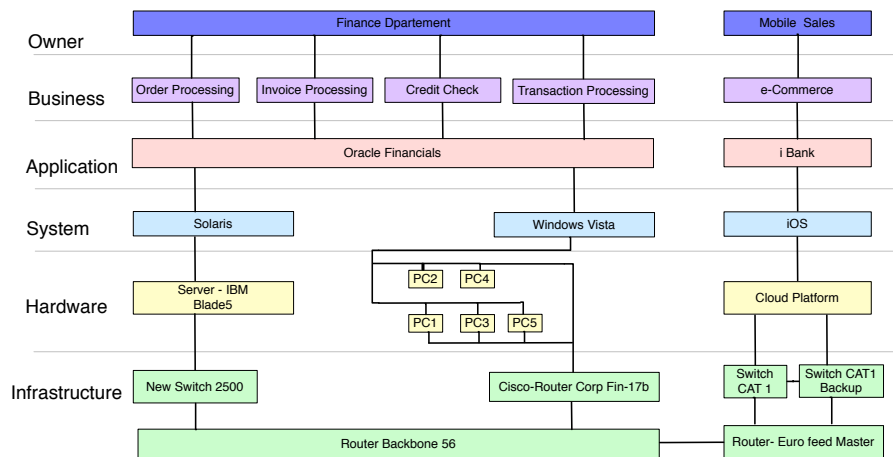 Finance Dpartement
Mobile Sales
Owner
Order Processing
Invoice Processing
Credit Check
Transaction Processing
e-Commerce
Business
Oracle Financials
i Bank
Application
Solaris
Windows Vista
iOS
System
PC2
PC4
Server - IBM
Blade5
Cloud Platform
Hardware
PC1
PC3
PC5
New Switch 2500
Cisco-Router Corp Fin-17b
Switch
CAT 1
Switch CAT1
Backup
Infrastructure
Router Backbone 56
Router- Euro feed Master